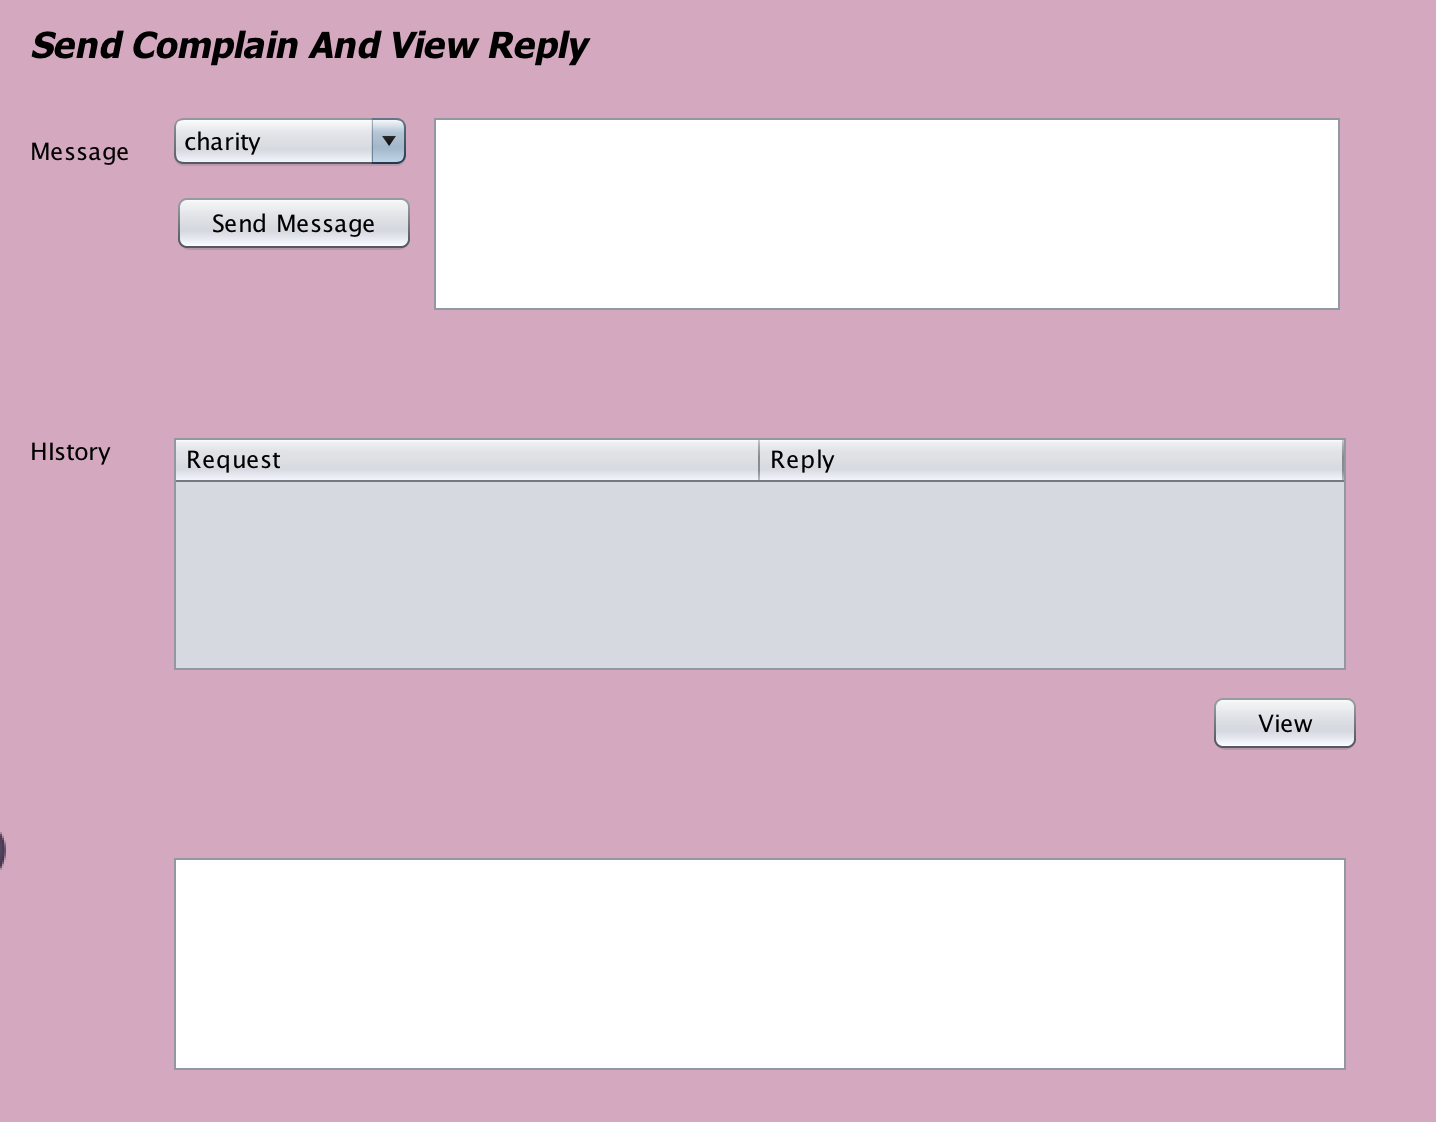 Send Complain And View Reply
Message
charity
Send Message
HIstory
Request
Reply
View